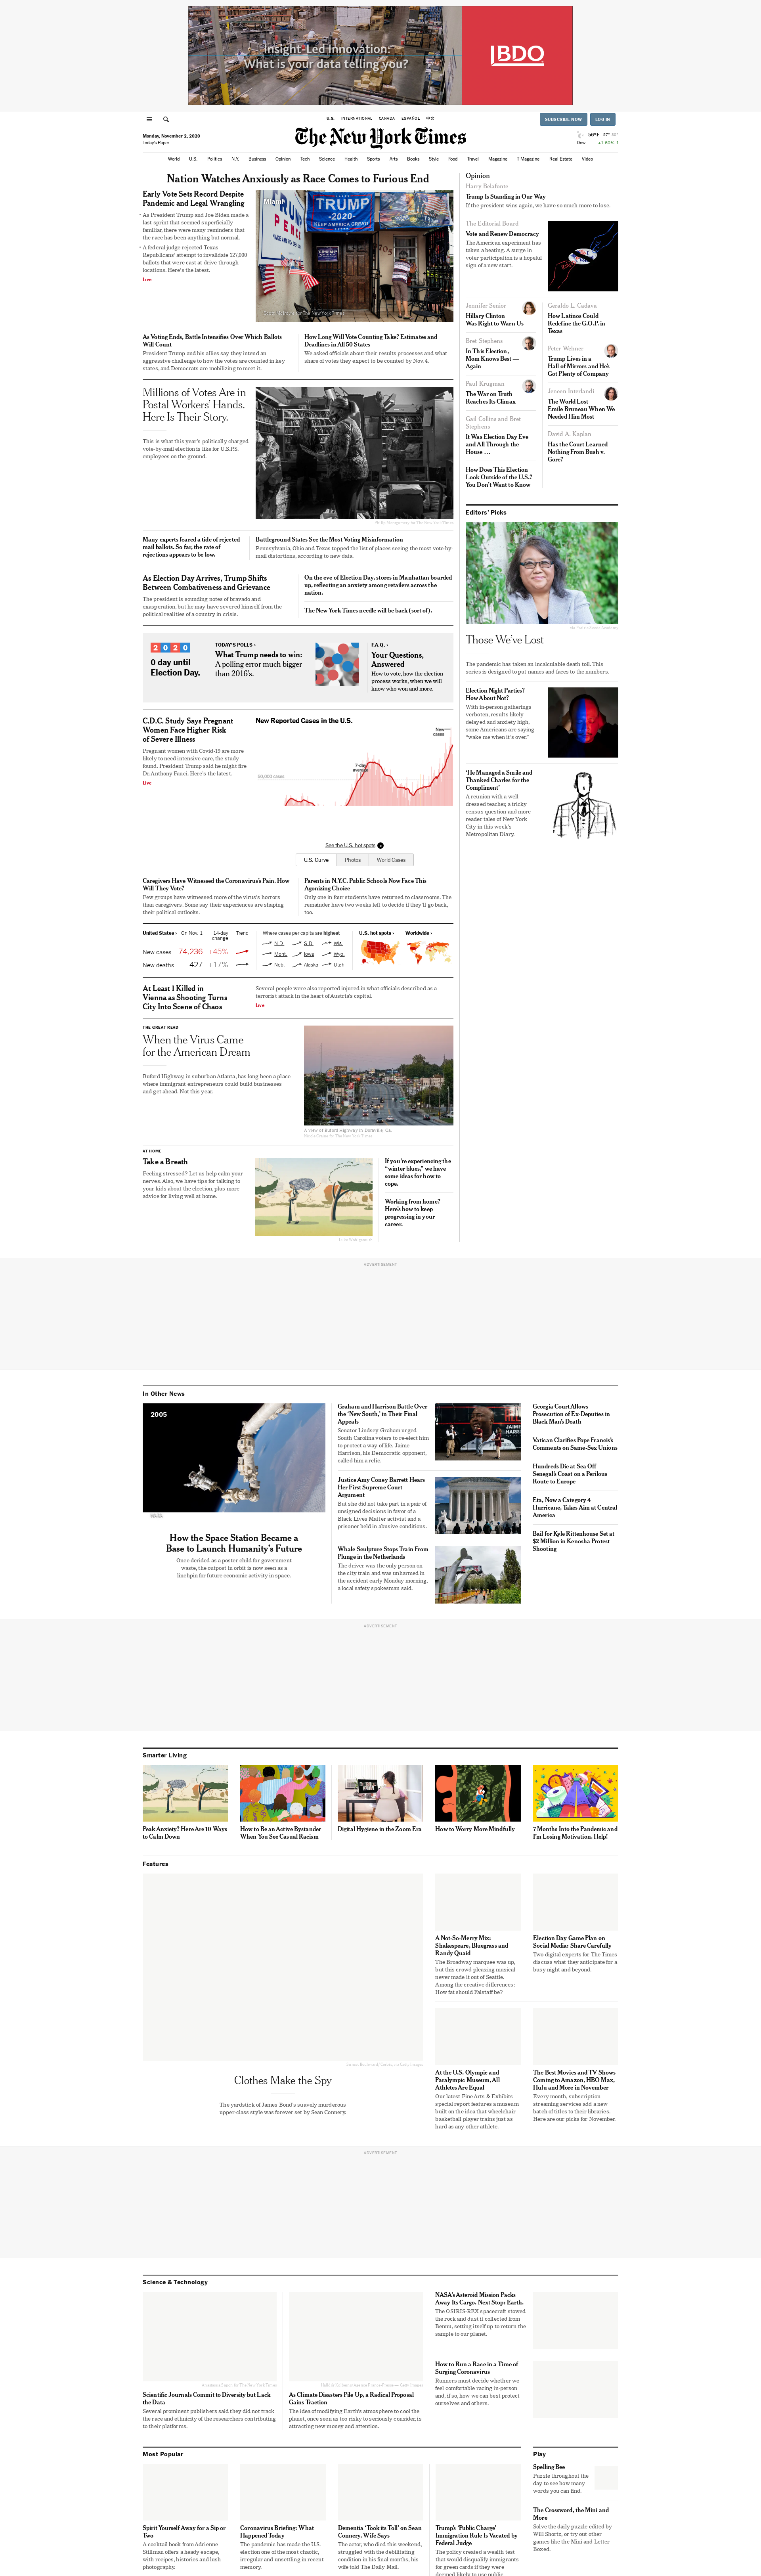 Insight-Led Innovation:
What is your data telling you?
IBDO
U.S.
INTERNATIONAL
CANADA
ESPAÑOL
中文
SUBSCRIBE NOW
LOG IN
Monday, November 2, 2020
Today's Paper
The New York Times
56°F
Dow
+1.60% ↑
World
U.S.
Politics
N.Y.
Business
Opinion
Tech
Science
Health
Sports
Arts
Books
Style
Food
Travel
Magazine
T Magazine
Real Estate
Video
Nation Watches Anxiously as Race Comes to Furious End
Early Vote Sets Record Despite
Pandemic and Legal Wrangling
• As President Trump and Joe Biden made a
last sprint that seemed superficially
familiar, there were many reminders that
the race has been anything but normal.
• A federal judge rejected Texas
Republicans' attempt to invalidate 127,000
ballots that were cast at drive-through
locations. Here's the latest.
Live
Miami
TRUMP
-2020-
KEEP AMERICA GREAT!
As Voting Ends, Battle Intensifies Over Which Ballots
Will Count
President Trump and his allies say they intend an
aggressive challenge to how the votes are counted in key
states, and Democrats are mobilizing to meet it.
How Long Will Vote Counting Take? Estimates and
Deadlines in All 50 States
We asked officials about their results processes and what
share of votes they expect to be counted by Nov. 4.
Millions of Votes Are in
Postal Workers' Hands.
Here Is Their Story.
This is what this year's politically charged
vote-by-mail election is like for U.S.P.S.
employees on the ground.
Many experts feared a tide of rejected
mail ballots. So far, the rate of
rejections appears to be low.
Battleground States See the Most Voting Misinformation
Pennsylvania, Ohio and Texas topped the list of places seeing the most vote-by-
mail distortions, according to new data.
As Election Day Arrives, Trump Shifts
Between Combativeness and Grievance
The president is sounding notes of bravado and
exasperation, but he may have severed himself from the
political realities of a country in crisis.
On the eve of Election Day, stores in Manhattan boarded
up, reflecting an anxiety among retailers across the
nation.
The New York Times needle will be back (sort of).
2020
0 day until
Election Day.
TODAY'S POLLS ›
What Trump needs to win:
A polling error much bigger
than 2016's.
F.A.Q. ›
Your Questions,
Answered
How to vote, how the election
process works, when we will
know who won and more.
C.D.C. Study Says Pregnant
Women Face Higher Risk
of Severe Illness
Pregnant women with Covid-19 are more
likely to need intensive care, the study
found. President Trump said he might fire
Dr. Anthony Fauci. Here's the latest.
Live
New Reported Cases in the U.S.
New
cases
7-day
average
50,000 cases
See the U.S. hot spots
U.S. Curve
Photos
World Cases
Caregivers Have Witnessed the Coronavirus's Pain. How
Will They Vote?
Few groups have witnessed more of the virus's horrors
than caregivers. Some say their experiences are shaping
their political outlooks.
Parents in N.Y.C. Public Schools Now Face This
Agonizing Choice
Only one in four students have returned to classrooms. The
remainder have two weeks left to decide if they'll go back,
too.
United States ›
On Nov. 1
14-day
change
Trend
New cases 74,236 +45%
New deaths 427 +17%
Where cases per capita are highest
N.D.
S.D.
Wis.
Mont.
Iowa
Wyo.
Neb.
Alaska
Utah
U.S. hot spots ›
Worldwide ›
At Least 1 Killed in
Vienna as Shooting Turns
City Into Scene of Chaos
Several people were also reported injured in what officials described as a
terrorist attack in the heart of Austria's capital.
Live
THE GREAT READ
When the Virus Came
for the American Dream
Buford Highway, in suburban Atlanta, has long been a place
where immigrant entrepreneurs could build businesses
and get ahead. Not this year.
A view of Buford Highway in Doraville, Ga.
AT HOME
Take a Breath
Feeling stressed? Let us help calm your
nerves. Also, we have tips for talking to
your kids about the election, plus more
advice for living well at home.
If you're experiencing the
"winter blues," we have
some ideas for how to
cope.
Working from home?
Here's how to keep
progressing in your
career.
Opinion
Harry Belafonte
Trump Is Standing in Our Way
If the president wins again, we have so much more to lose.
The Editorial Board
Vote and Renew Democracy
The American experiment has
taken a beating. A surge in
voter participation is a hopeful
sign of a new start.
Jennifer Senior
Hillary Clinton
Was Right to Warn Us
Bret Stephens
In This Election,
Mom Knows Best —
Again
Paul Krugman
The War on Truth
Reaches Its Climax
Gail Collins and Bret
Stephens
It Was Election Day Eve
and All Through the
House …
How Does This Election
Look Outside of the U.S.?
You Don't Want to Know
Geraldo L. Cadava
How Latinos Could
Redefine the G.O.P. in
Texas
Peter Wehner
Trump Lives in a
Hall of Mirrors and He's
Got Plenty of Company
Jeneen Interlandi
The World Lost
Emile Bruneau When We
Needed Him Most
David A. Kaplan
Has the Court Learned
Nothing From Bush v.
Gore?
Editors' Picks
Those We've Lost
The pandemic has taken an incalculable death toll. This
series is designed to put names and faces to the numbers.
Election Night Parties?
How About Not?
With in-person gatherings
verboten, results likely
delayed and anxiety high,
some Americans are saying
"wake me when it's over."
'He Managed a Smile and
Thanked Charles for the
Compliment'
A reunion with a well-
dressed teacher, a tricky
census question and more
reader tales of New York
City in this week's
Metropolitan Diary.
ADVERTISEMENT
In Other News
2005
NASA
How the Space Station Became a
Base to Launch Humanity's Future
Once derided as a poster child for government
waste, the outpost in orbit is now seen as a
linchpin for future economic activity in space.
Graham and Harrison Battle Over
the 'New South,' in Their Final
Appeals
Senator Lindsey Graham urged
South Carolina voters to re-elect him
to protect a way of life. Jaime
Harrison, his Democratic opponent,
called him a relic.
Justice Amy Coney Barrett Hears
Her First Supreme Court
Argument
But she did not take part in a pair of
unsigned decisions in favor of a
Black Lives Matter activist and a
prisoner held in abusive conditions.
Whale Sculpture Stops Train From
Plunge in the Netherlands
The driver was the only person on
the city train and was unharmed in
the accident early Monday morning,
a local safety spokesman said.
Georgia Court Allows
Prosecution of Ex-Deputies in
Black Man's Death
Vatican Clarifies Pope Francis's
Comments on Same-Sex Unions
Hundreds Die at Sea Off
Senegal's Coast on a Perilous
Route to Europe
Eta, Now a Category 4
Hurricane, Takes Aim at Central
America
Bail for Kyle Rittenhouse Set at
$2 Million in Kenosha Protest
Shooting
ADVERTISEMENT
Smarter Living
Peak Anxiety? Here Are 10 Ways
to Calm Down
How to Be an Active Bystander
When You See Casual Racism
Digital Hygiene in the Zoom Era
How to Worry More Mindfully
7 Months Into the Pandemic and
I'm Losing Motivation. Help!
Features
Clothes Make the Spy
The yardstick of James Bond's suavely murderous
upper-class style was forever set by Sean Connery.
A Not-So-Merry Mix:
Shakespeare, Bluegrass and
Randy Quaid
The Broadway marquee was up,
but this crowd-pleasing musical
never made it out of Seattle.
Among the creative differences:
How fat should Falstaff be?
Election Day Game Plan on
Social Media: Share Carefully
Two digital experts for The Times
discuss what they anticipate for a
busy night and beyond.
At the U.S. Olympic and
Paralympic Museum, All
Athletes Are Equal
Our latest Fine Arts & Exhibits
special report features a museum
built on the idea that wheelchair
basketball player trains just as
hard as any other athlete.
The Best Movies and TV Shows
Coming to Amazon, HBO Max,
Hulu and More in November
Every month, subscription
streaming services add a new
batch of titles to their libraries.
Here are our picks for November.
ADVERTISEMENT
Science & Technology
Scientific Journals Commit to Diversity but Lack
the Data
Several prominent publishers said they did not track
the race and ethnicity of the researchers contributing
to their platforms.
As Climate Disasters Pile Up, a Radical Proposal
Gains Traction
The idea of modifying Earth's atmosphere to cool the
planet, once seen as too risky to seriously consider, is
attracting new money and attention.
NASA's Asteroid Mission Packs
Away Its Cargo. Next Stop: Earth.
The OSIRIS-REX spacecraft stowed
the rock and dust it collected from
Bennu, setting itself up to return the
sample to our planet.
How to Run a Race in a Time of
Surging Coronavirus
Runners must decide whether we
feel comfortable racing in-person
and, if so, how we can best protect
ourselves and others.
Most Popular
Spirit Yourself Away for a Sip or
Two
A cocktail book from Adrienne
Stillman offers a heady escape,
with recipes, histories and lush
photography.
Coronavirus Briefing: What
Happened Today
The pandemic has made the U.S.
election one of the most chaotic,
irregular and unsettling in recent
memory.
Dementia 'Took its Toll' on Sean
Connery, Wife Says
The actor, who died this weekend,
struggled with the debilitating
condition in his final months, his
wife told The Daily Mail.
Trump's 'Public Charge'
Immigration Rule Is Vacated by
Federal Judge
The policy created a wealth test
that would disqualify immigrants
for green cards if they were
deemed likely to use public
Play
Spelling Bee
Puzzle throughout the
day to see how many
words you can find.
The Crossword, the Mini and
More
Solve the daily puzzle edited by
Will Shortz, or try out other
games like the Mini and Letter
Boxed.